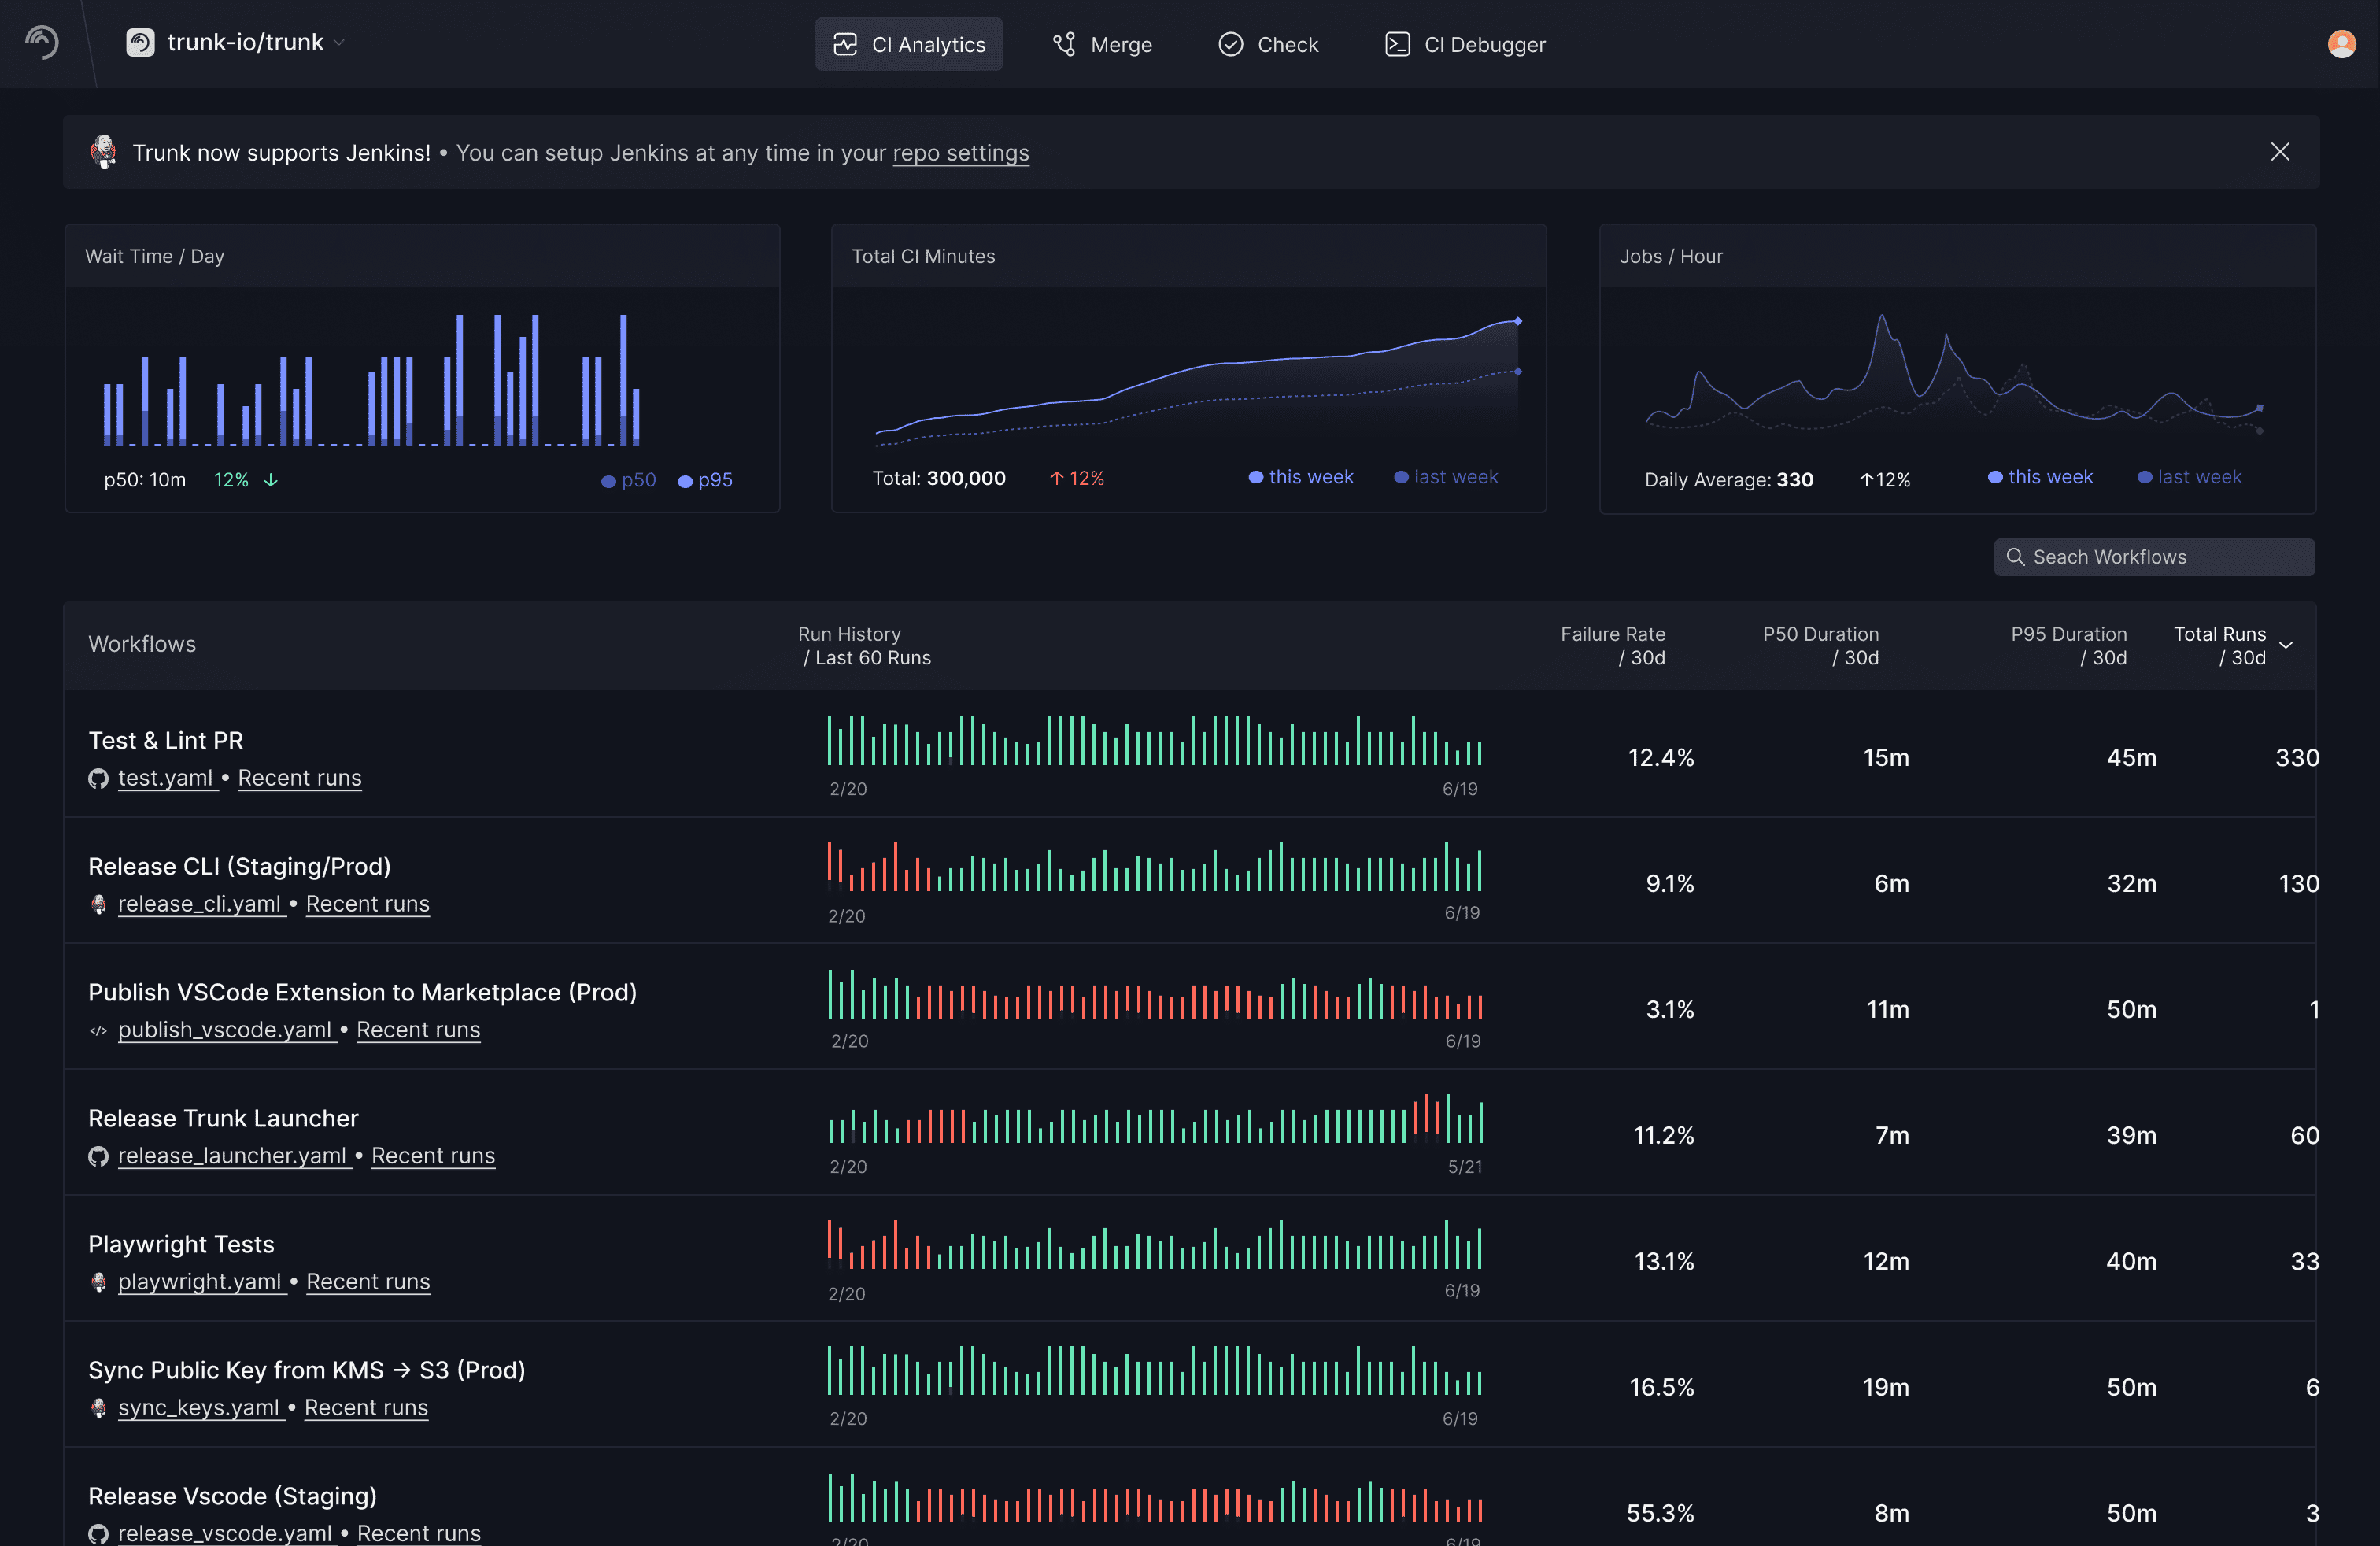 trunk-io/trunk
CI Analytics
Merge
Check
CI Debugger
Trunk now supports Jenkins! • You can setup Jenkins at any time in your repo settings
Wait Time / Day
p50: 10m 12% ↓
p50 p95
Total CI Minutes
Total: 300,000 ↑ 12%
this week last week
Jobs / Hour
Daily Average: 330 ↑12%
this week last week
Seach Workflows
Workflows
Run History
/ Last 60 Runs
Failure Rate
/ 30d
P50 Duration
/ 30d
P95 Duration
/ 30d
Total Runs
/ 30d
Test & Lint PR
test.yaml • Recent runs
2/20 6/19
12.4% 15m 45m 330
Release CLI (Staging/Prod)
release_cli.yaml • Recent runs
2/20 6/19
9.1% 6m 32m 130
Publish VSCode Extension to Marketplace (Prod)
</> publish_vscode.yaml • Recent runs
2/20 6/19
3.1% 11m 50m 1
Release Trunk Launcher
release_launcher.yaml • Recent runs
2/20 5/21
11.2% 7m 39m 60
Playwright Tests
playwright.yaml • Recent runs
2/20 6/19
13.1% 12m 40m 33
Sync Public Key from KMS → S3 (Prod)
sync_keys.yaml • Recent runs
2/20 6/19
16.5% 19m 50m 6
Release Vscode (Staging)
release_vscode.yaml • Recent runs
2/20 6/19
55.3% 8m 50m 3